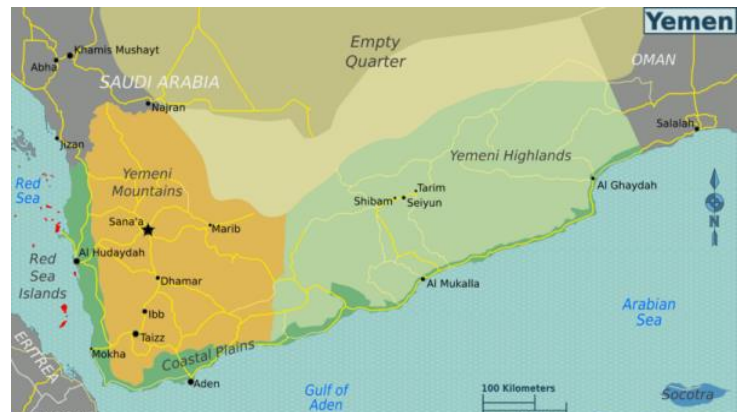 Yemen
Khamis Mushayt
Abha
Empty
Quarter
OMAN
SAUDI ARABIA
Najran
Salalah
Jizan
Yemeni
Mountains
Yemeni Highlands
Red
Sea
Tarim
Shibam
Seiyun
Al Ghaydah
Sana'a
Marib
N
Al Hudaydah
Red
Sea
Islands
Dhamar
Al Mukalla
Ibb
Arabian
Sea
Taizz
Mokha
Coastal Plains
ERITREA
Aden
Gulf of
Aden
100 Kilometers
Socotra